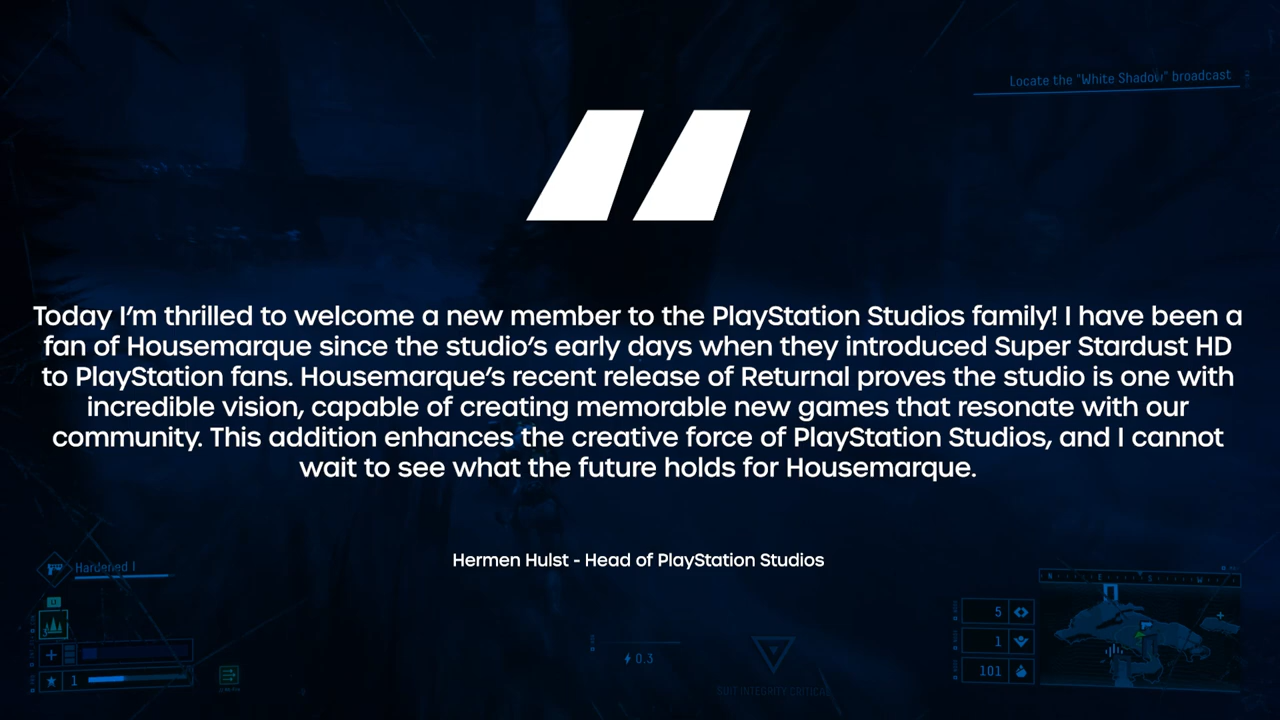 Locate the "White Shadow" broadcast
Today I'm thrilled to welcome a new member to the PlayStation Studios family! I have been a
fan of Housemarque since the studio's early days when they introduced Super Stardust HD
to PlayStation fans. Housemarque's recent release of Returnal proves the studio is one with
incredible vision, capable of creating memorable new games that resonate with our
community. This addition enhances the creative force of PlayStation Studios, and I cannot
wait to see what the future holds for Housemarque.
Hermen Hulst - Head of PlayStation Studios
Hardened I
N E S W
5
1
0.3
101
1
SUIT INTEGRITY CRITICAL